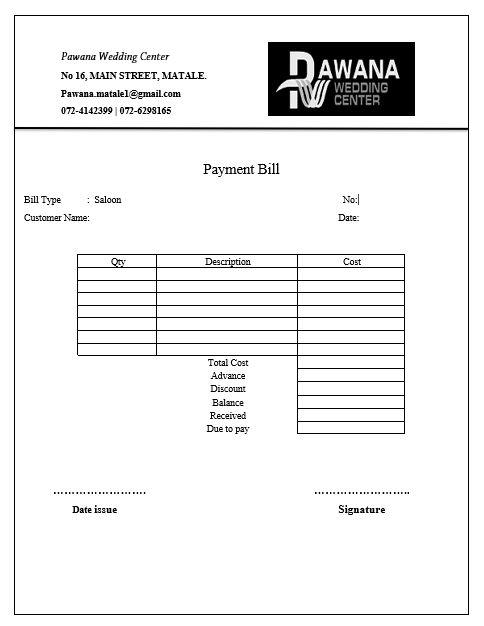 Pawana Wedding Center
No 16, MAIN STREET, MATALE.
Pawana.matale1@gmail.com
072-4142399 | 072-6298165
PAWANA
WEDDING
CENTER
Payment Bill
Bill Type : Saloon No:
Customer Name: Date:
Qty Description Cost
Total Cost
Advance
Discount
Balance
Received
Due to pay
Date issue Signature